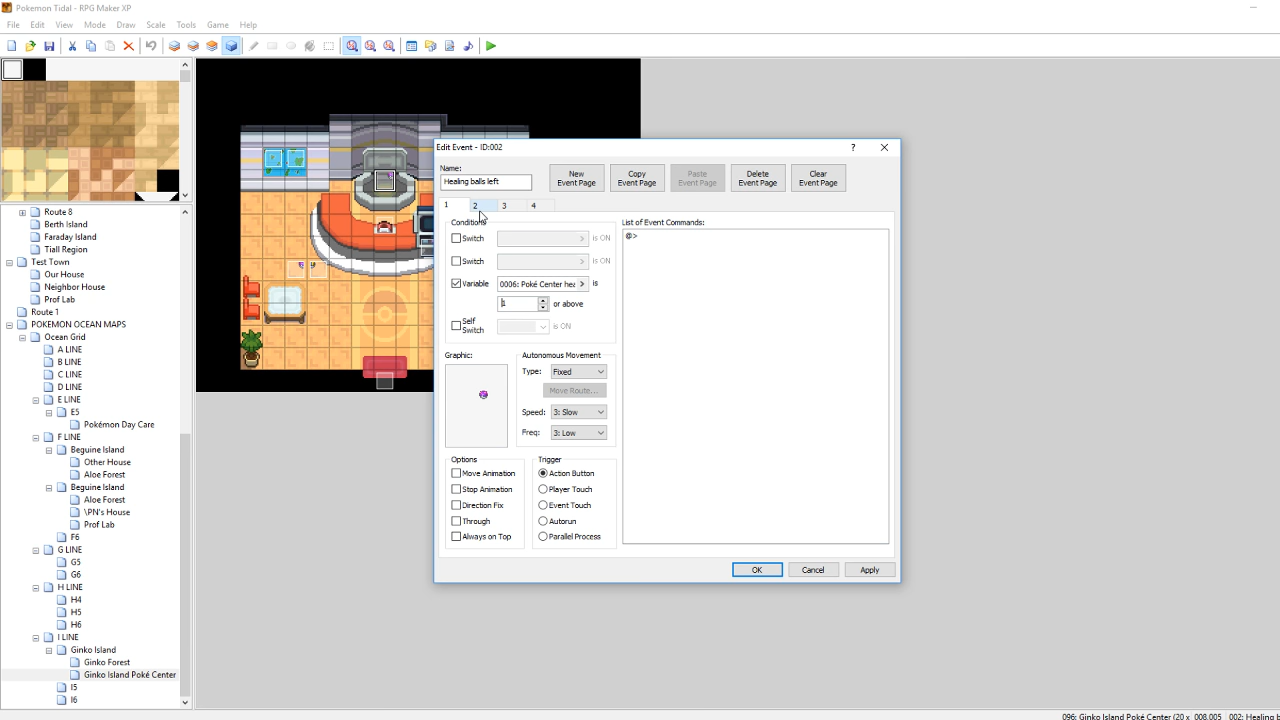 Pokemon Tidal - RPG Maker XP
File Edit View Mode Draw Scale Tools Game Help
Route 8
Berth Island
Faraday Island
Tiall Region
Test Town
Our House
Neighbor House
Prof Lab
Route 1
POKEMON OCEAN MAPS
Ocean Grid
A LINE
B LINE
C LINE
D LINE
E LINE
E5
Pokémon Day Care
F LINE
Beguine Island
Other House
Aloe Forest
Beguine Island
Aloe Forest
\PN's House
Prof Lab
F6
G LINE
G5
G6
H LINE
H4
H5
H6
I LINE
Ginko Island
Ginko Forest
Ginko Island Poké Center
I5
I6
Edit Event - ID:002
?
Name:
Healing balls left
New Event Page
Copy Event Page
Paste Event Page
Delete Event Page
Clear Event Page
1 2 3 4
Conditions
Switch is ON
Switch is ON
Variable 0006: Poké Center hea > is
1 or above
Self Switch is ON
Graphic:
Autonomous Movement
Type: Fixed
Move Route...
Speed: 3: Slow
Freq: 3: Low
Options
Move Animation
Stop Animation
Direction Fix
Through
Always on Top
Trigger
Action Button
Player Touch
Event Touch
Autorun
Parallel Process
List of Event Commands:
@>
OK Cancel Apply
096: Ginko Island Poké Center (20 x 008,005 002: Healing b